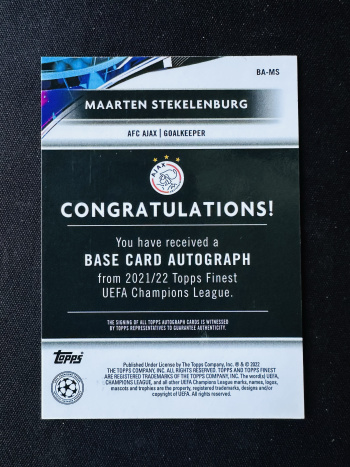 BA-MS
MAARTEN STEKELENBURG
AFC AJAX | GOALKEEPER
AJAX
CONGRATULATIONS!
You have received a
BASE CARD AUTOGRAPH
from 2021/22 Topps Finest
UEFA Champions League.
THE SIGNING OF ALL TOPPS AUTOGRAPH CARDS IS WITNESSED
BY TOPPS REPRESENTATIVES TO GUARANTEE AUTHENTICITY.
Topps
Published Under License by The Topps Company, Inc. ® & © 2022
THE TOPPS COMPANY, INC. ALL RIGHTS RESERVED. TOPPS AND TOPPS FINEST
ARE REGISTERED TRADEMARKS OF THE TOPPS COMPANY, INC. The word(s) UEFA,
CHAMPIONS LEAGUE, and all other UEFA Champions League marks, names, logos,
mascots and trophies are the property, registered trademarks, designs and/or
copyright of UEFA. All rights reserved.